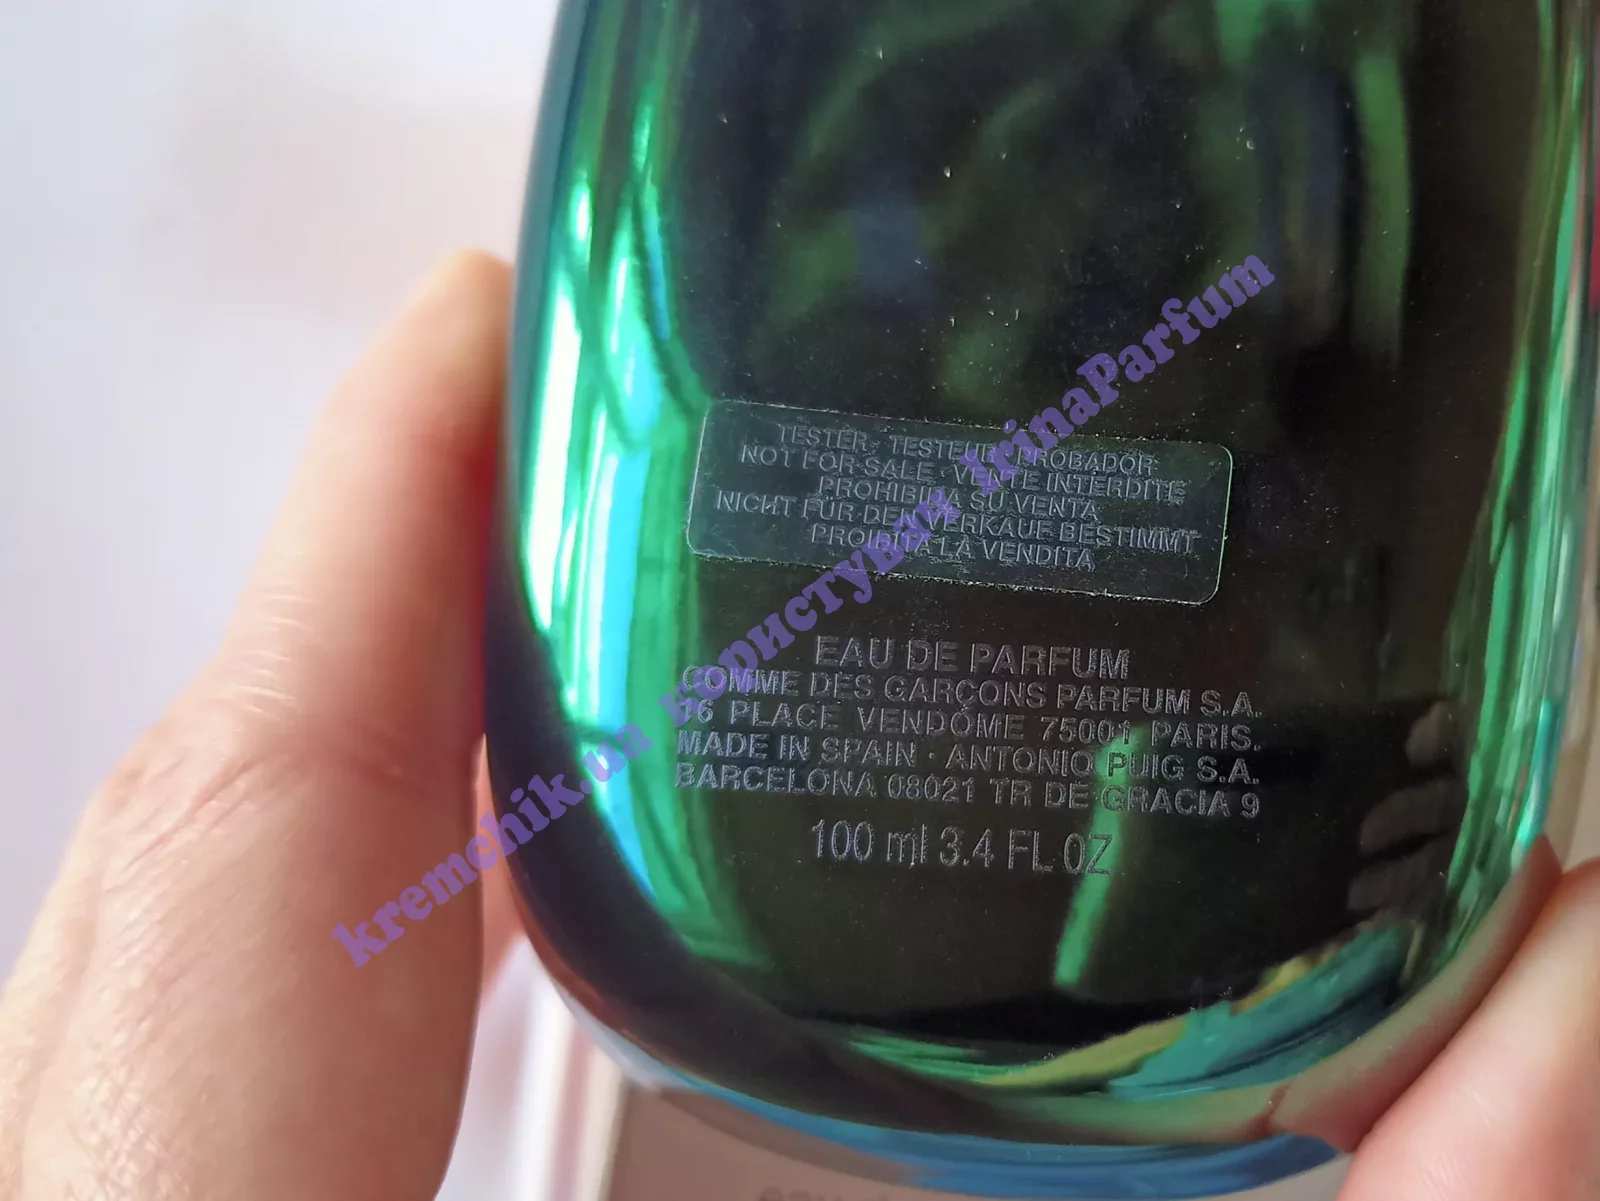 TESTER · TESTEUR · PROBADOR
NOT FOR SALE · VENTE INTERDITE
PROHIBIDA SU VENTA
NICHT FÜR DEN VERKAUF BESTIMMT
PROIBITA LA VENDITA
EAU DE PARFUM
COMME DES GARÇONS PARFUM S.A.
16 PLACE VENDÔME 75001 PARIS.
MADE IN SPAIN · ANTONIO PUIG S.A.
BARCELONA 08021 TR DE GRACIA 9
100 ml 3.4 FL OZ
kremchik.ua користувач IrinaParfum